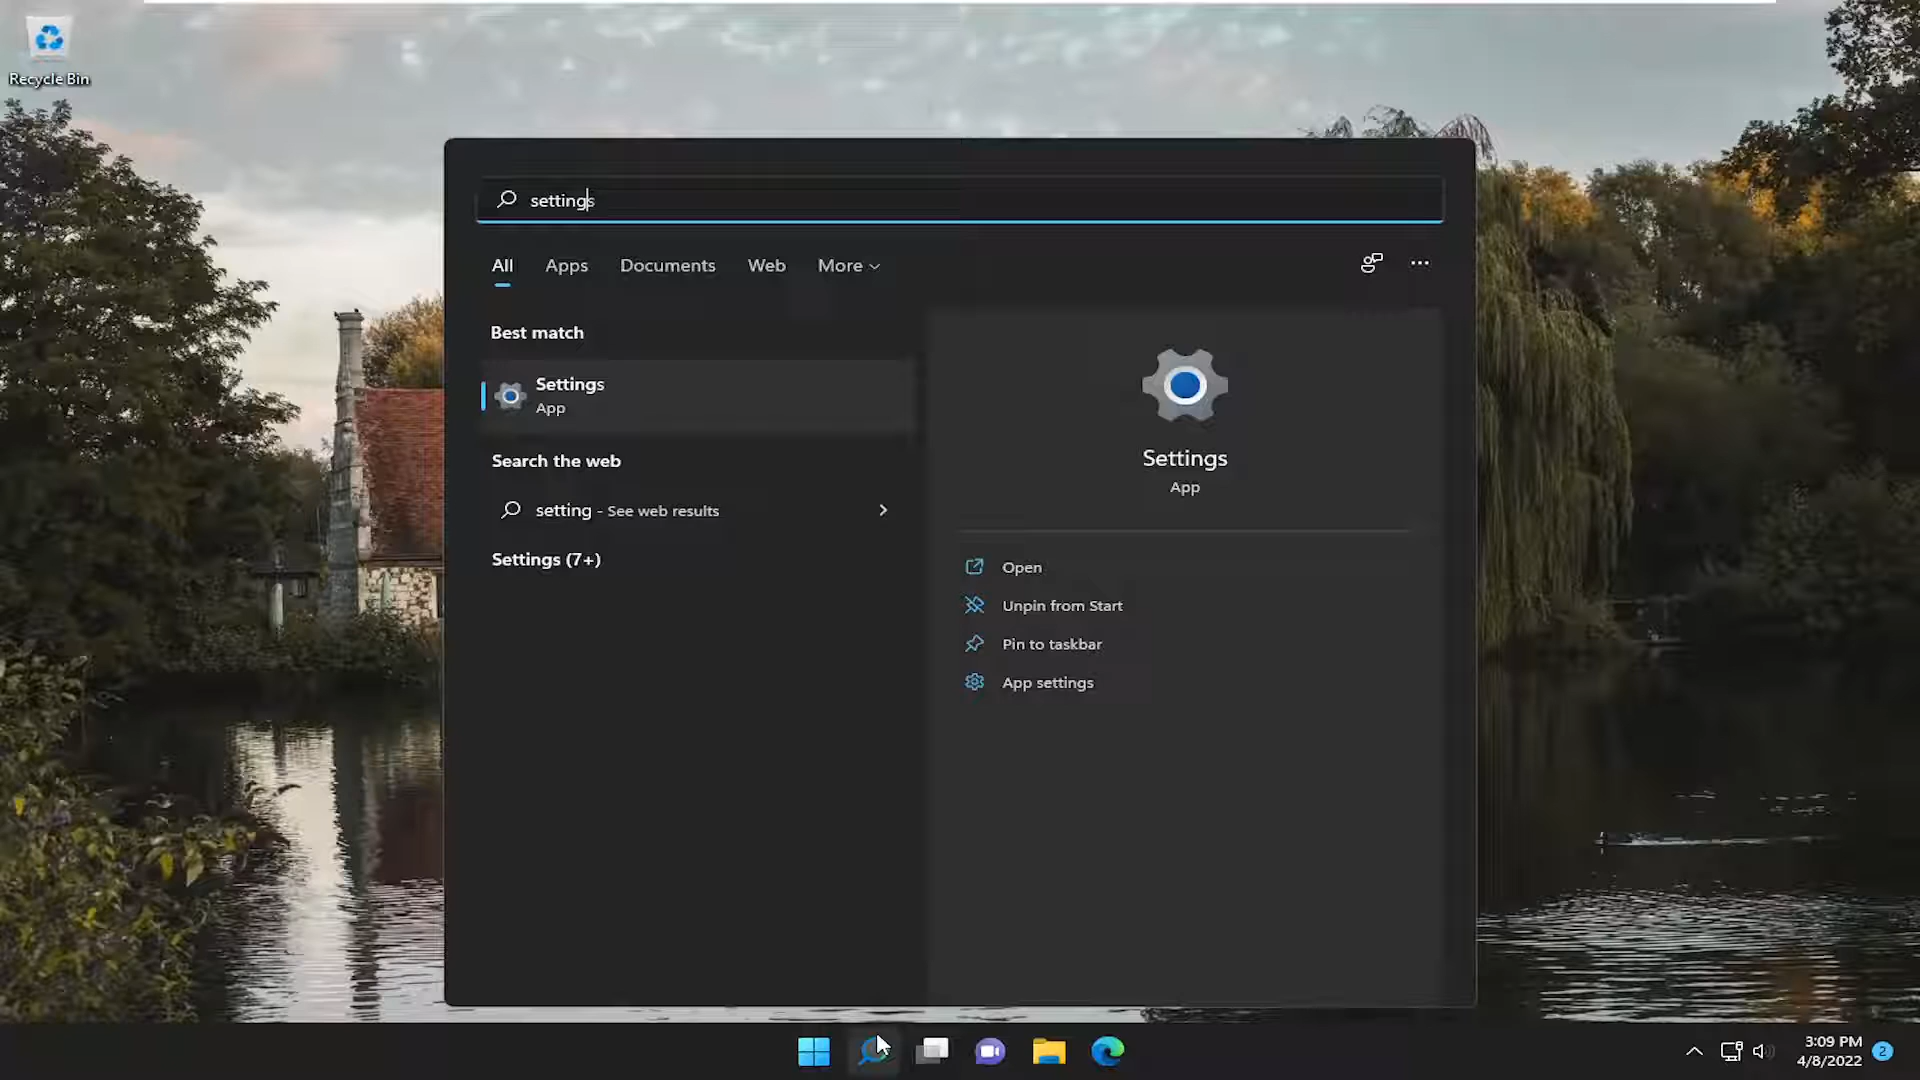 Recycle Bin
settings
All Apps Documents Web More
Best match
Settings
App
Search the web
setting - See web results
Settings (7+)
Settings
App
Open
Unpin from Start
Pin to taskbar
App settings
3:09 PM
4/8/2022
2